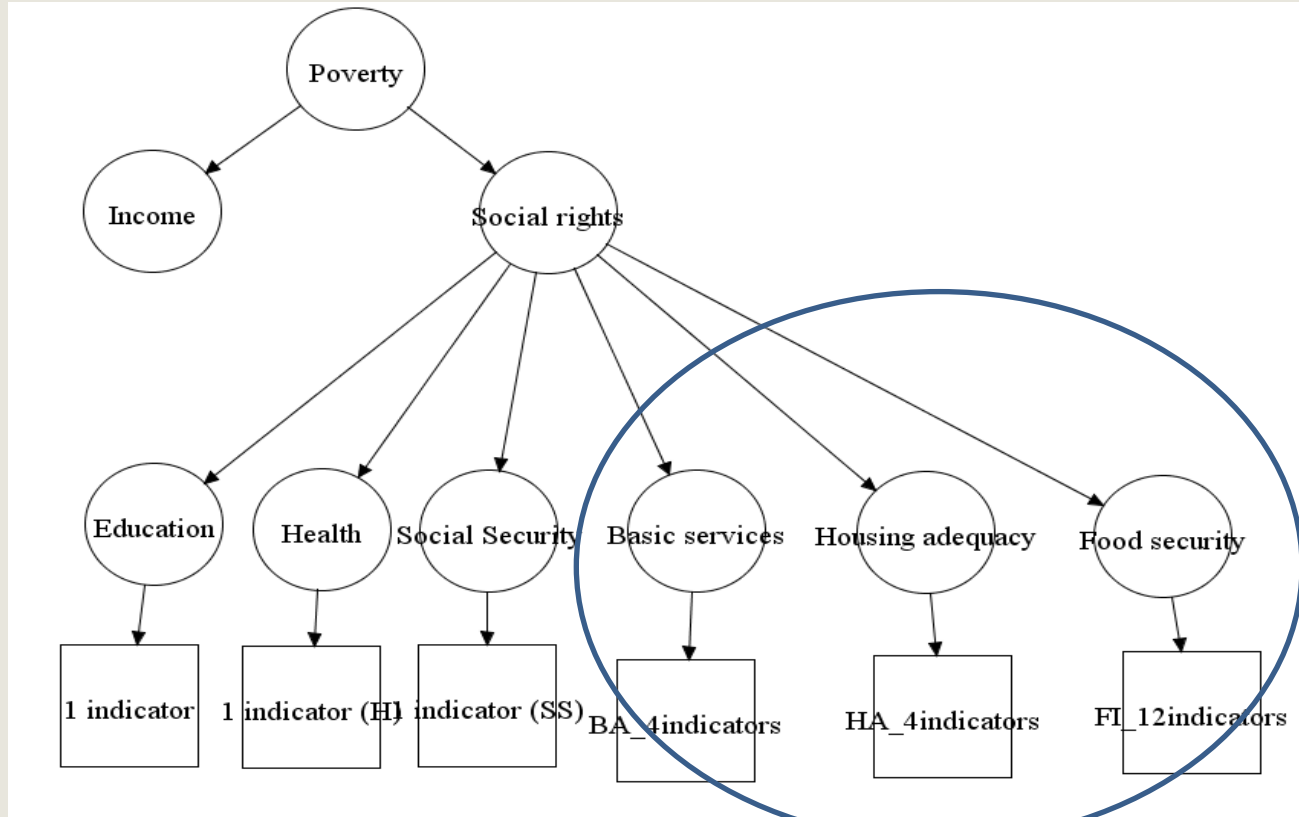 Poverty
Income
Social rights
Education
Health
Social Security
Basic services
Housing adequacy
Food security
1 indicator
1 indicator (H)
1 indicator (SS)
BA_4indicators
HA_4indicators
FI_12indicators